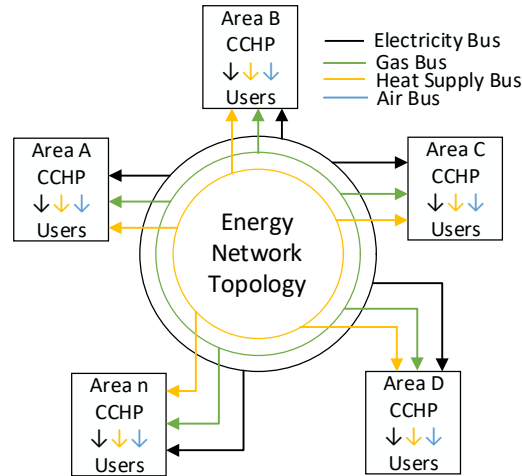 Area B
CCHP
Users
Electricity Bus
Gas Bus
Heat Supply Bus
Air Bus
Area A
CCHP
Users
Area C
CCHP
Users
Energy
Network
Topology
Area n
CCHP
Users
Area D
CCHP
Users